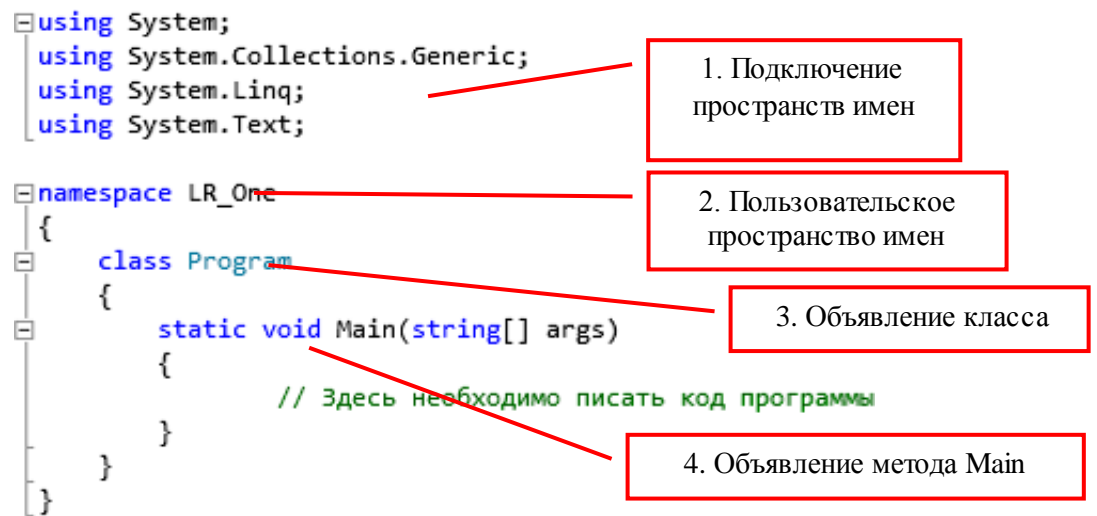 using System;
using System.Collections.Generic;
using System.Linq;
using System.Text;
1. Подключение
пространств имен
namespace LR_One
2. Пользовательское
пространство имен
{
class Program
3. Объявление класса
{
static void Main(string[] args)
{
// Здесь необходимо писать код программы
}
4. Объявление метода Main
}
}